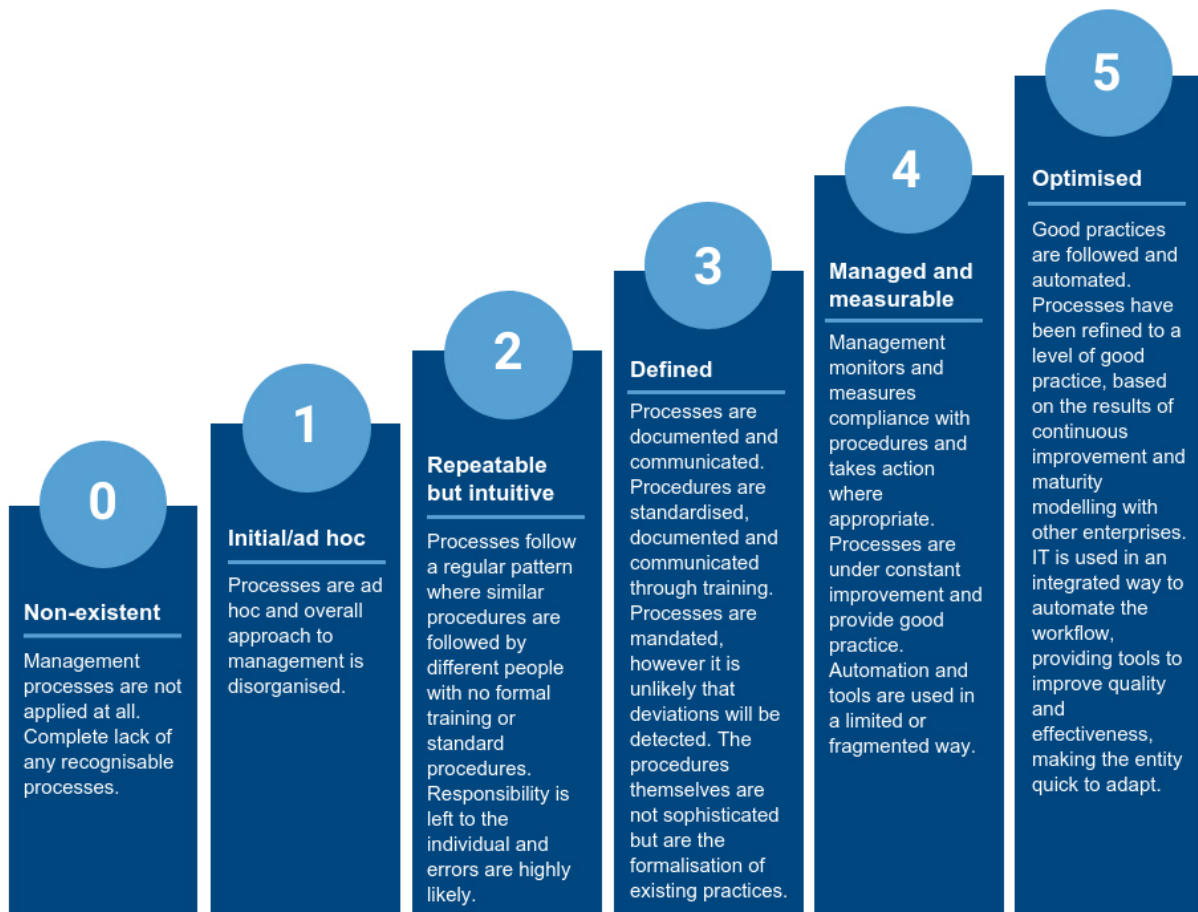 0
Non-existent
Management
processes are not
applied at all.
Complete lack of
any recognisable
processes.
1
Initial/ad hoc
Processes are ad
hoc and overall
approach to
management is
disorganised.
2
Repeatable
but intuitive
Processes follow
a regular pattern
where similar
procedures are
followed by
different people
with no formal
training or
standard
procedures.
Responsibility is
left to the
individual and
errors are highly
likely.
3
Defined
Processes are
documented and
communicated.
Procedures are
standardised,
documented and
communicated
through training.
Processes are
mandated,
however it is
unlikely that
deviations will be
detected. The
procedures
themselves are
not sophisticated
but are the
formalisation of
existing practices.
4
Managed and
measurable
Management
monitors and
measures
compliance with
procedures and
takes action
where
appropriate.
Processes are
under constant
improvement and
provide good
practice.
Automation and
tools are used in
a limited or
fragmented way.
5
Optimised
Good practices
are followed and
automated.
Processes have
been refined to a
level of good
practice, based
on the results of
continuous
improvement and
maturity
modelling with
other enterprises.
IT is used in an
integrated way to
automate the
workflow,
providing tools to
improve quality
and
effectiveness,
making the entity
quick to adapt.